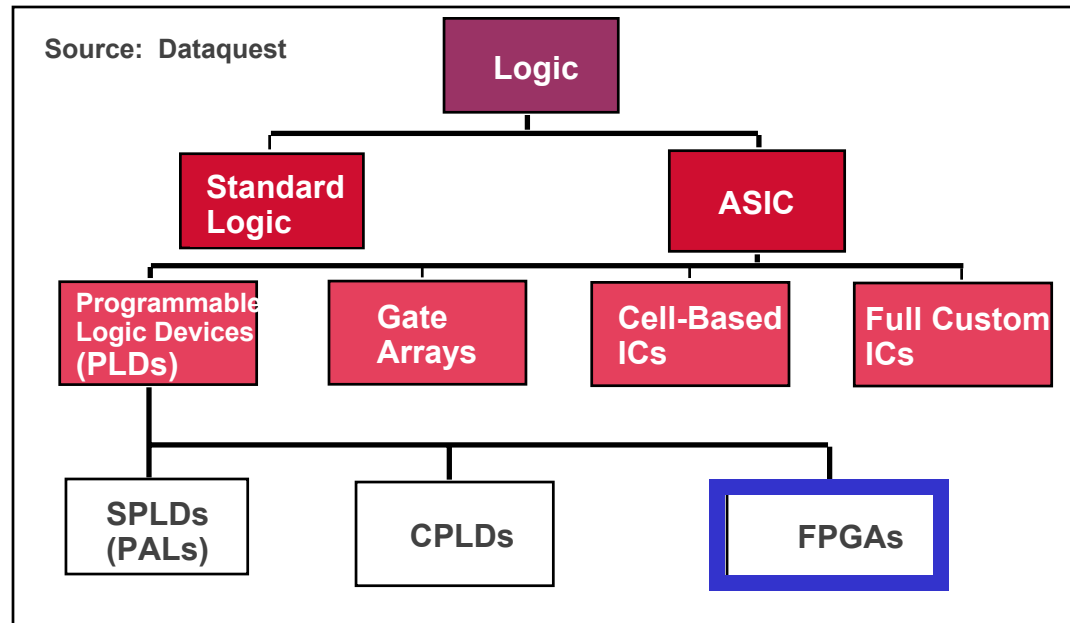 Source: Dataquest
Logic
Standard
Logic
ASIC
Programmable
Logic Devices
(PLDs)
Gate
Arrays
Cell-Based
ICs
Full Custom
ICs
SPLDs
(PALs)
CPLDs
FPGAs